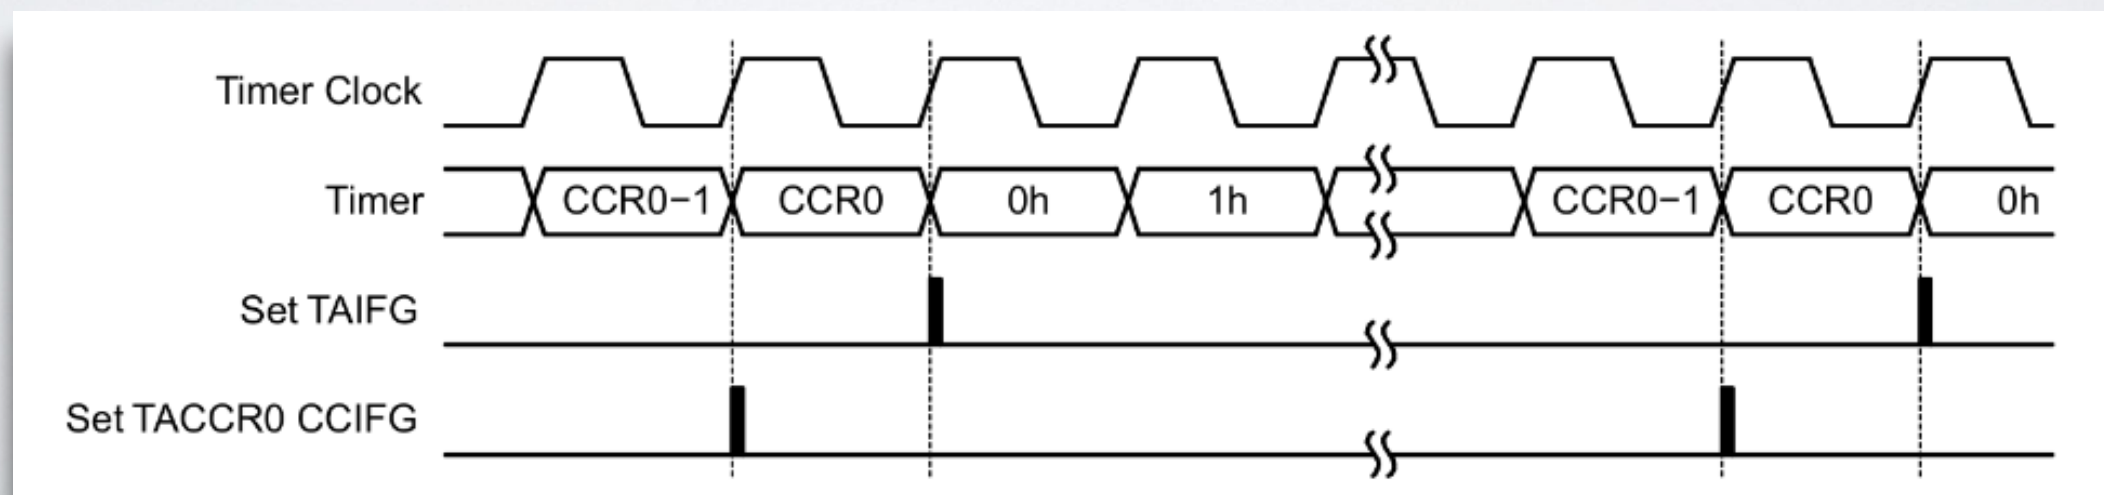 Timer Clock
Timer CCR0−1 CCR0 0h 1h CCR0−1 CCR0 0h
Set TAIFG
Set TACCR0 CCIFG